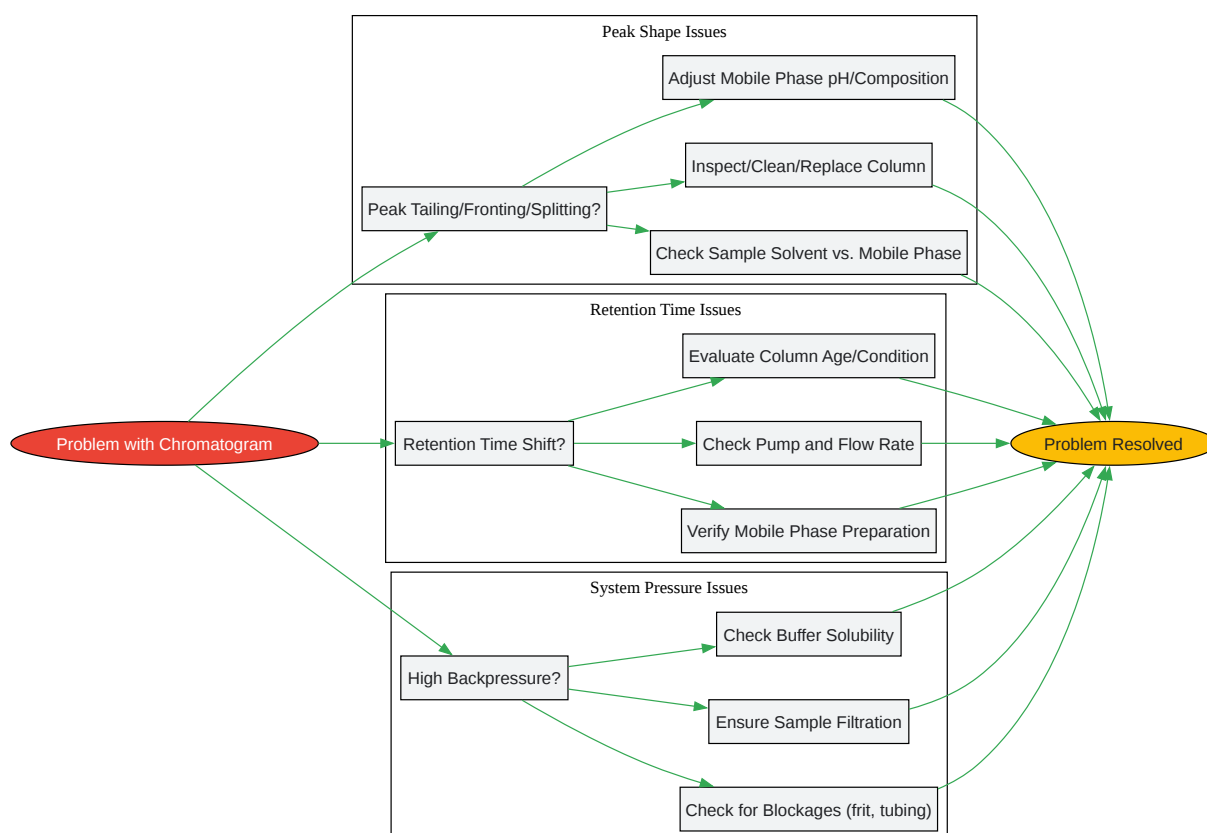 Peak Shape Issues
Adjust Mobile Phase pH/Composition
Inspect/Clean/Replace Column
Peak Tailing/Fronting/Splitting?
Check Sample Solvent vs. Mobile Phase
Retention Time Issues
Evaluate Column Age/Condition
Problem with Chromatogram
Retention Time Shift?
Check Pump and Flow Rate
Problem Resolved
Verify Mobile Phase Preparation
System Pressure Issues
Check Buffer Solubility
High Backpressure?
Ensure Sample Filtration
Check for Blockages (frit, tubing)